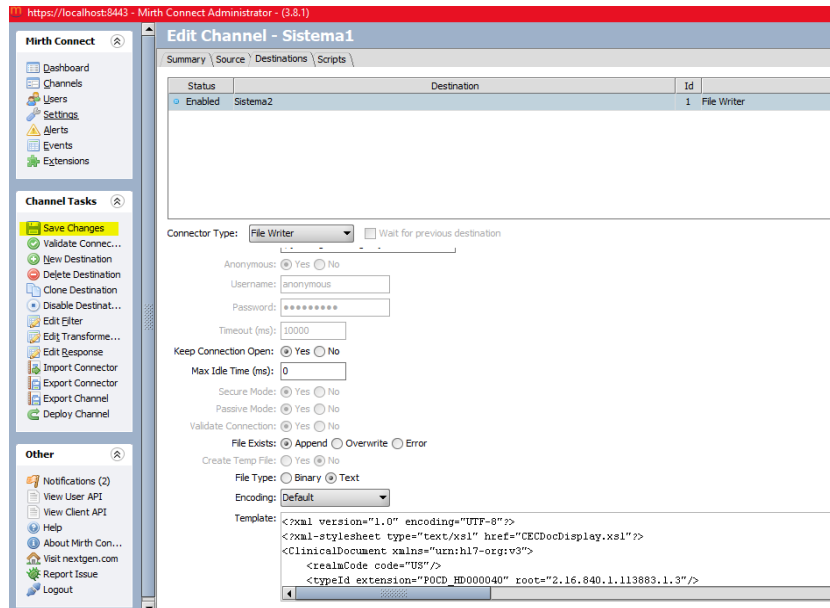 https://localhost:8443 - Mirth Connect Administrator - (3.8.1)
Mirth Connect
Dashboard
Channels
Users
Settings
Alerts
Events
Extensions
Channel Tasks
Save Changes
Validate Connec...
New Destination
Delete Destination
Clone Destination
Disable Destinat...
Edit Filter
Edit Transforme...
Edit Response
Import Connector
Export Connector
Export Channel
Deploy Channel
Other
Notifications (2)
View User API
View Client API
Help
About Mirth Con...
Visit nextgen.com
Report Issue
Logout
Edit Channel - Sistema1
Summary Source Destinations Scripts
Status Destination Id
Enabled Sistema2 1 File Writer
Connector Type: File Writer Wait for previous destination
Anonymous: Yes No
Username: anonymous
Password: •••••••••
Timeout (ms): 10000
Keep Connection Open: Yes No
Max Idle Time (ms): 0
Secure Mode: Yes No
Passive Mode: Yes No
Validate Connection: Yes No
File Exists: Append Overwrite Error
Create Temp File: Yes No
File Type: Binary Text
Encoding: Default
Template: <?xml version="1.0" encoding="UTF-8"?>
<?xml-stylesheet type="text/xsl" href="CECDocDisplay.xsl"?>
<ClinicalDocument xmlns="urn:hl7-org:v3">
<realmCode code="US"/>
<typeId extension="POCD_HD000040" root="2.16.840.1.113883.1.3"/>